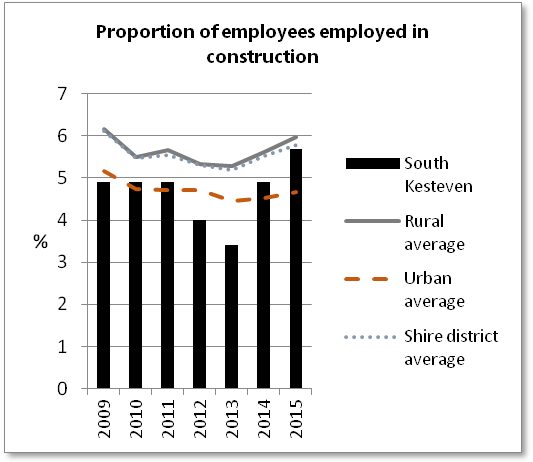 Proportion of employees employed in
construction
7
6
5
4
3
2
1
0
%
2009
2010
2011
2012
2013
2014
2015
South
Kesteven
Rural
average
Urban
average
Shire district
average